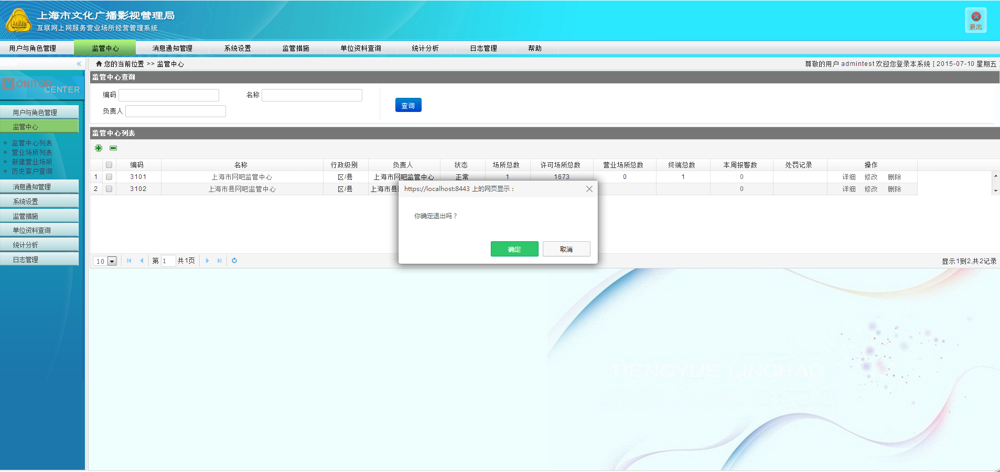 上海市文化广播影视管理局
互联网上网服务营业场所经营管理系统
退出
用户与角色管理 监管中心 消息通知管理 系统设置 监管措施 单位资料查询 统计分析 日志管理 帮助
您的当前位置 >> 监管中心
尊敬的用户 admintest 欢迎您登录本系统 [ 2015-07-10 星期五 ]
MONITOR
CENTER
用户与角色管理
监管中心
监管中心列表
营业场所列表
新建营业场所
历史客户查询
消息通知管理
系统设置
监管措施
单位资料查询
统计分析
日志管理
监管中心查询
编码 名称
负责人
查询
监管中心列表
编码 名称 行政级别 负责人 状态 场所总数 许可场所总数 营业场所总数 终端总数 本周报警数 处罚记录 操作
1 3101 上海市网吧监管中心 区/县 上海市网吧监管中心 正常 1 1673 0 1 0 详细 修改 删除
2 3102 上海市县网吧监管中心 区/县 上海市县 0 详细 修改 删除
https://localhost:8443 上的网页显示：
你确定退出吗？
确定 取消
10 第 1 共1页
显示1到2,共2记录
PENGYUE LINCHAO